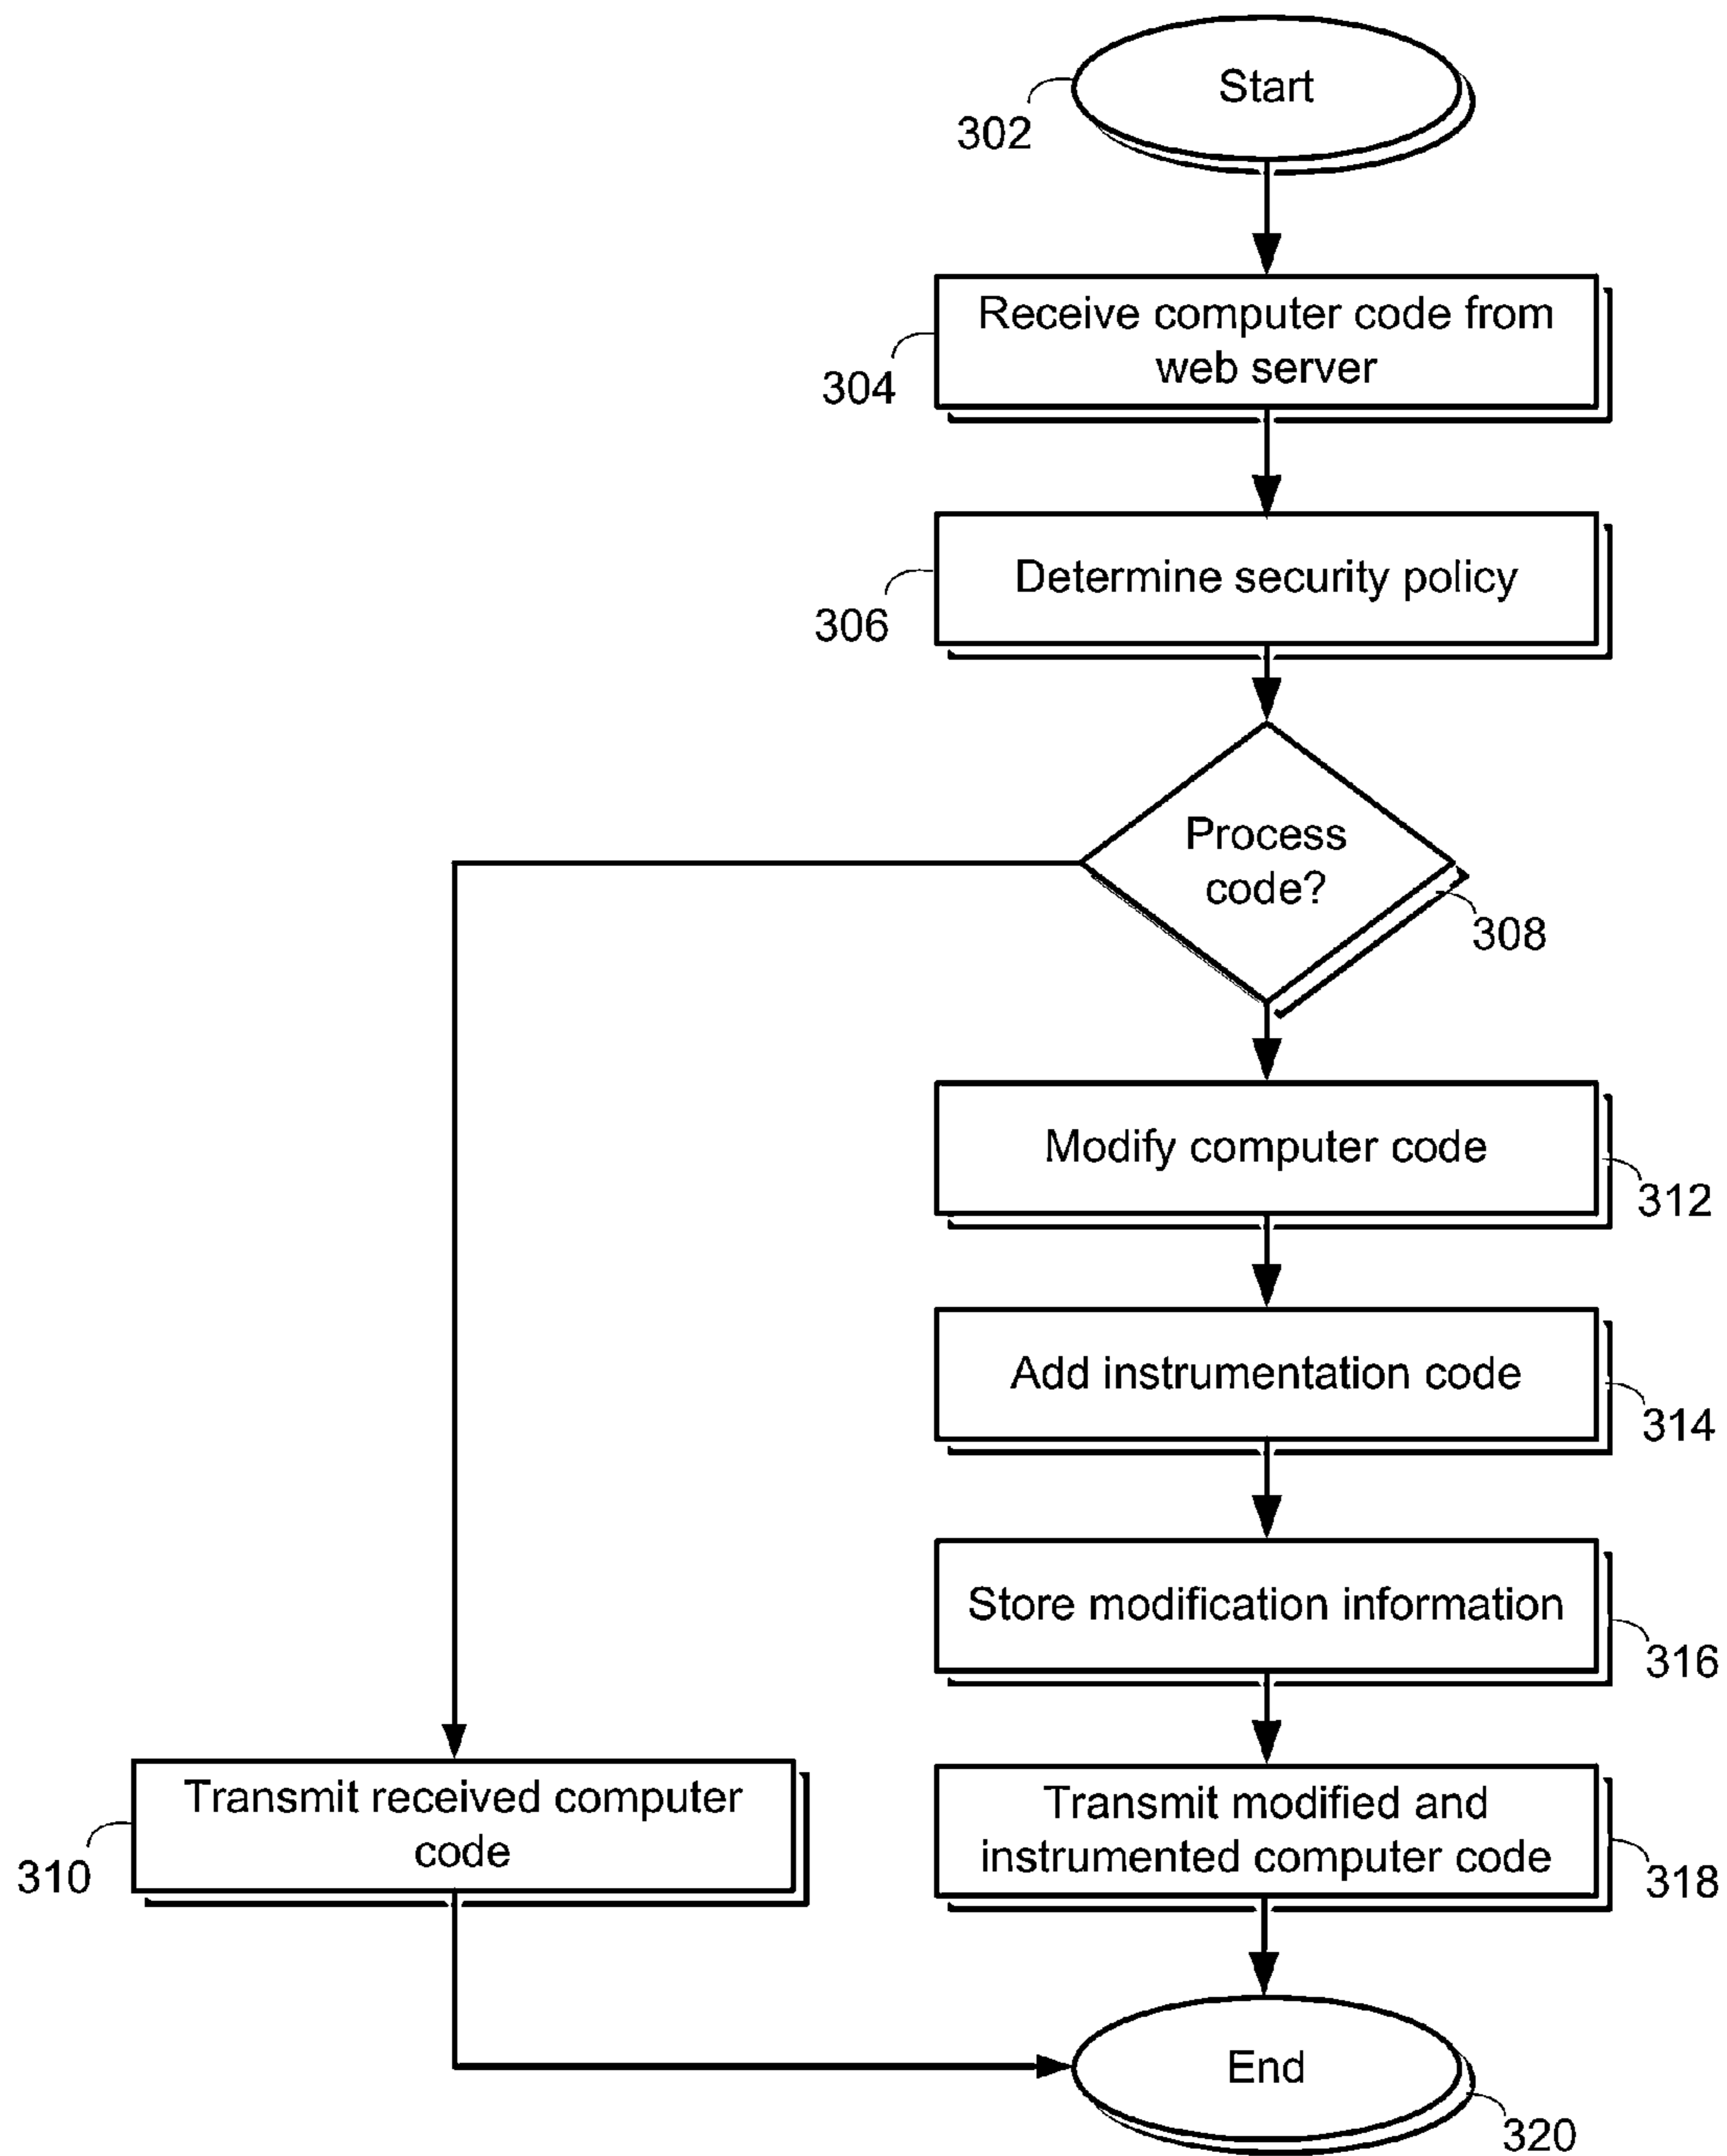 Start
302
Receive computer code from
web server
304
Determine security policy
306
Process
code?
308
Modify computer code
312
Add instrumentation code
314
Store modification information
316
Transmit received computer
code
310
Transmit modified and
instrumented computer code
318
End
320